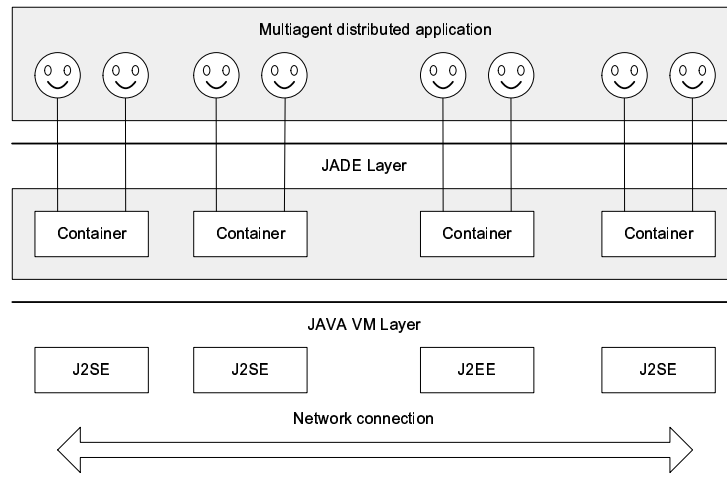 Multiagent distributed application
JADE Layer
Container
Container
Container
Container
JAVA VM Layer
J2SE
J2SE
J2EE
J2SE
Network connection